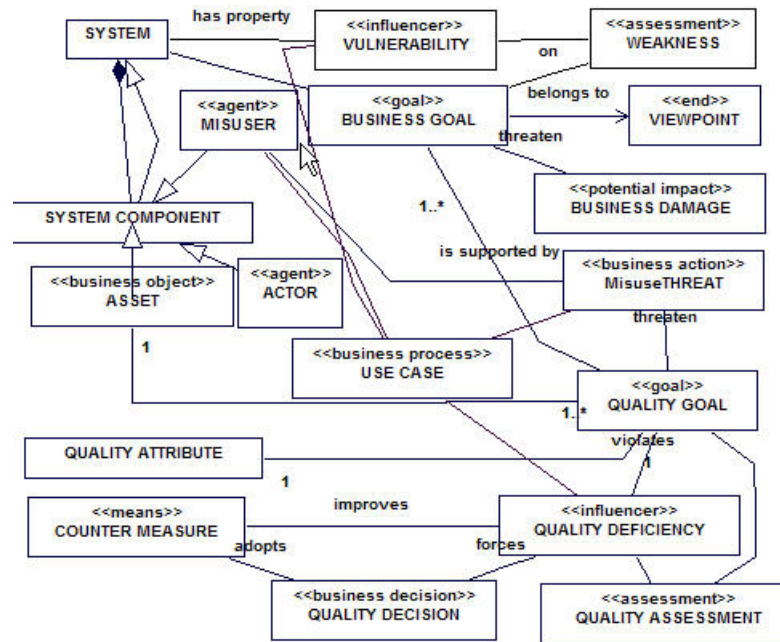 has property
SYSTEM
<<influencer>>
VULNERABILITY
on
<<assessment>>
WEAKNESS
<<agent>>
MISUSER
<<goal>>
BUSINESS GOAL
belongs to
threaten
<<end>>
VIEWPOINT
<<potential impact>>
BUSINESS DAMAGE
1..*
SYSTEM COMPONENT
is supported by
<<business object>>
ASSET
<<agent>>
ACTOR
<<business action>>
MisuseTHREAT
threaten
1
<<business process>>
USE CASE
<<goal>>
QUALITY GOAL
1..*
violates
QUALITY ATTRIBUTE
1
1
<<means>>
COUNTER MEASURE
improves
<<influencer>>
QUALITY DEFICIENCY
adopts
forces
<<business decision>>
QUALITY DECISION
<<assessment>>
QUALITY ASSESSMENT